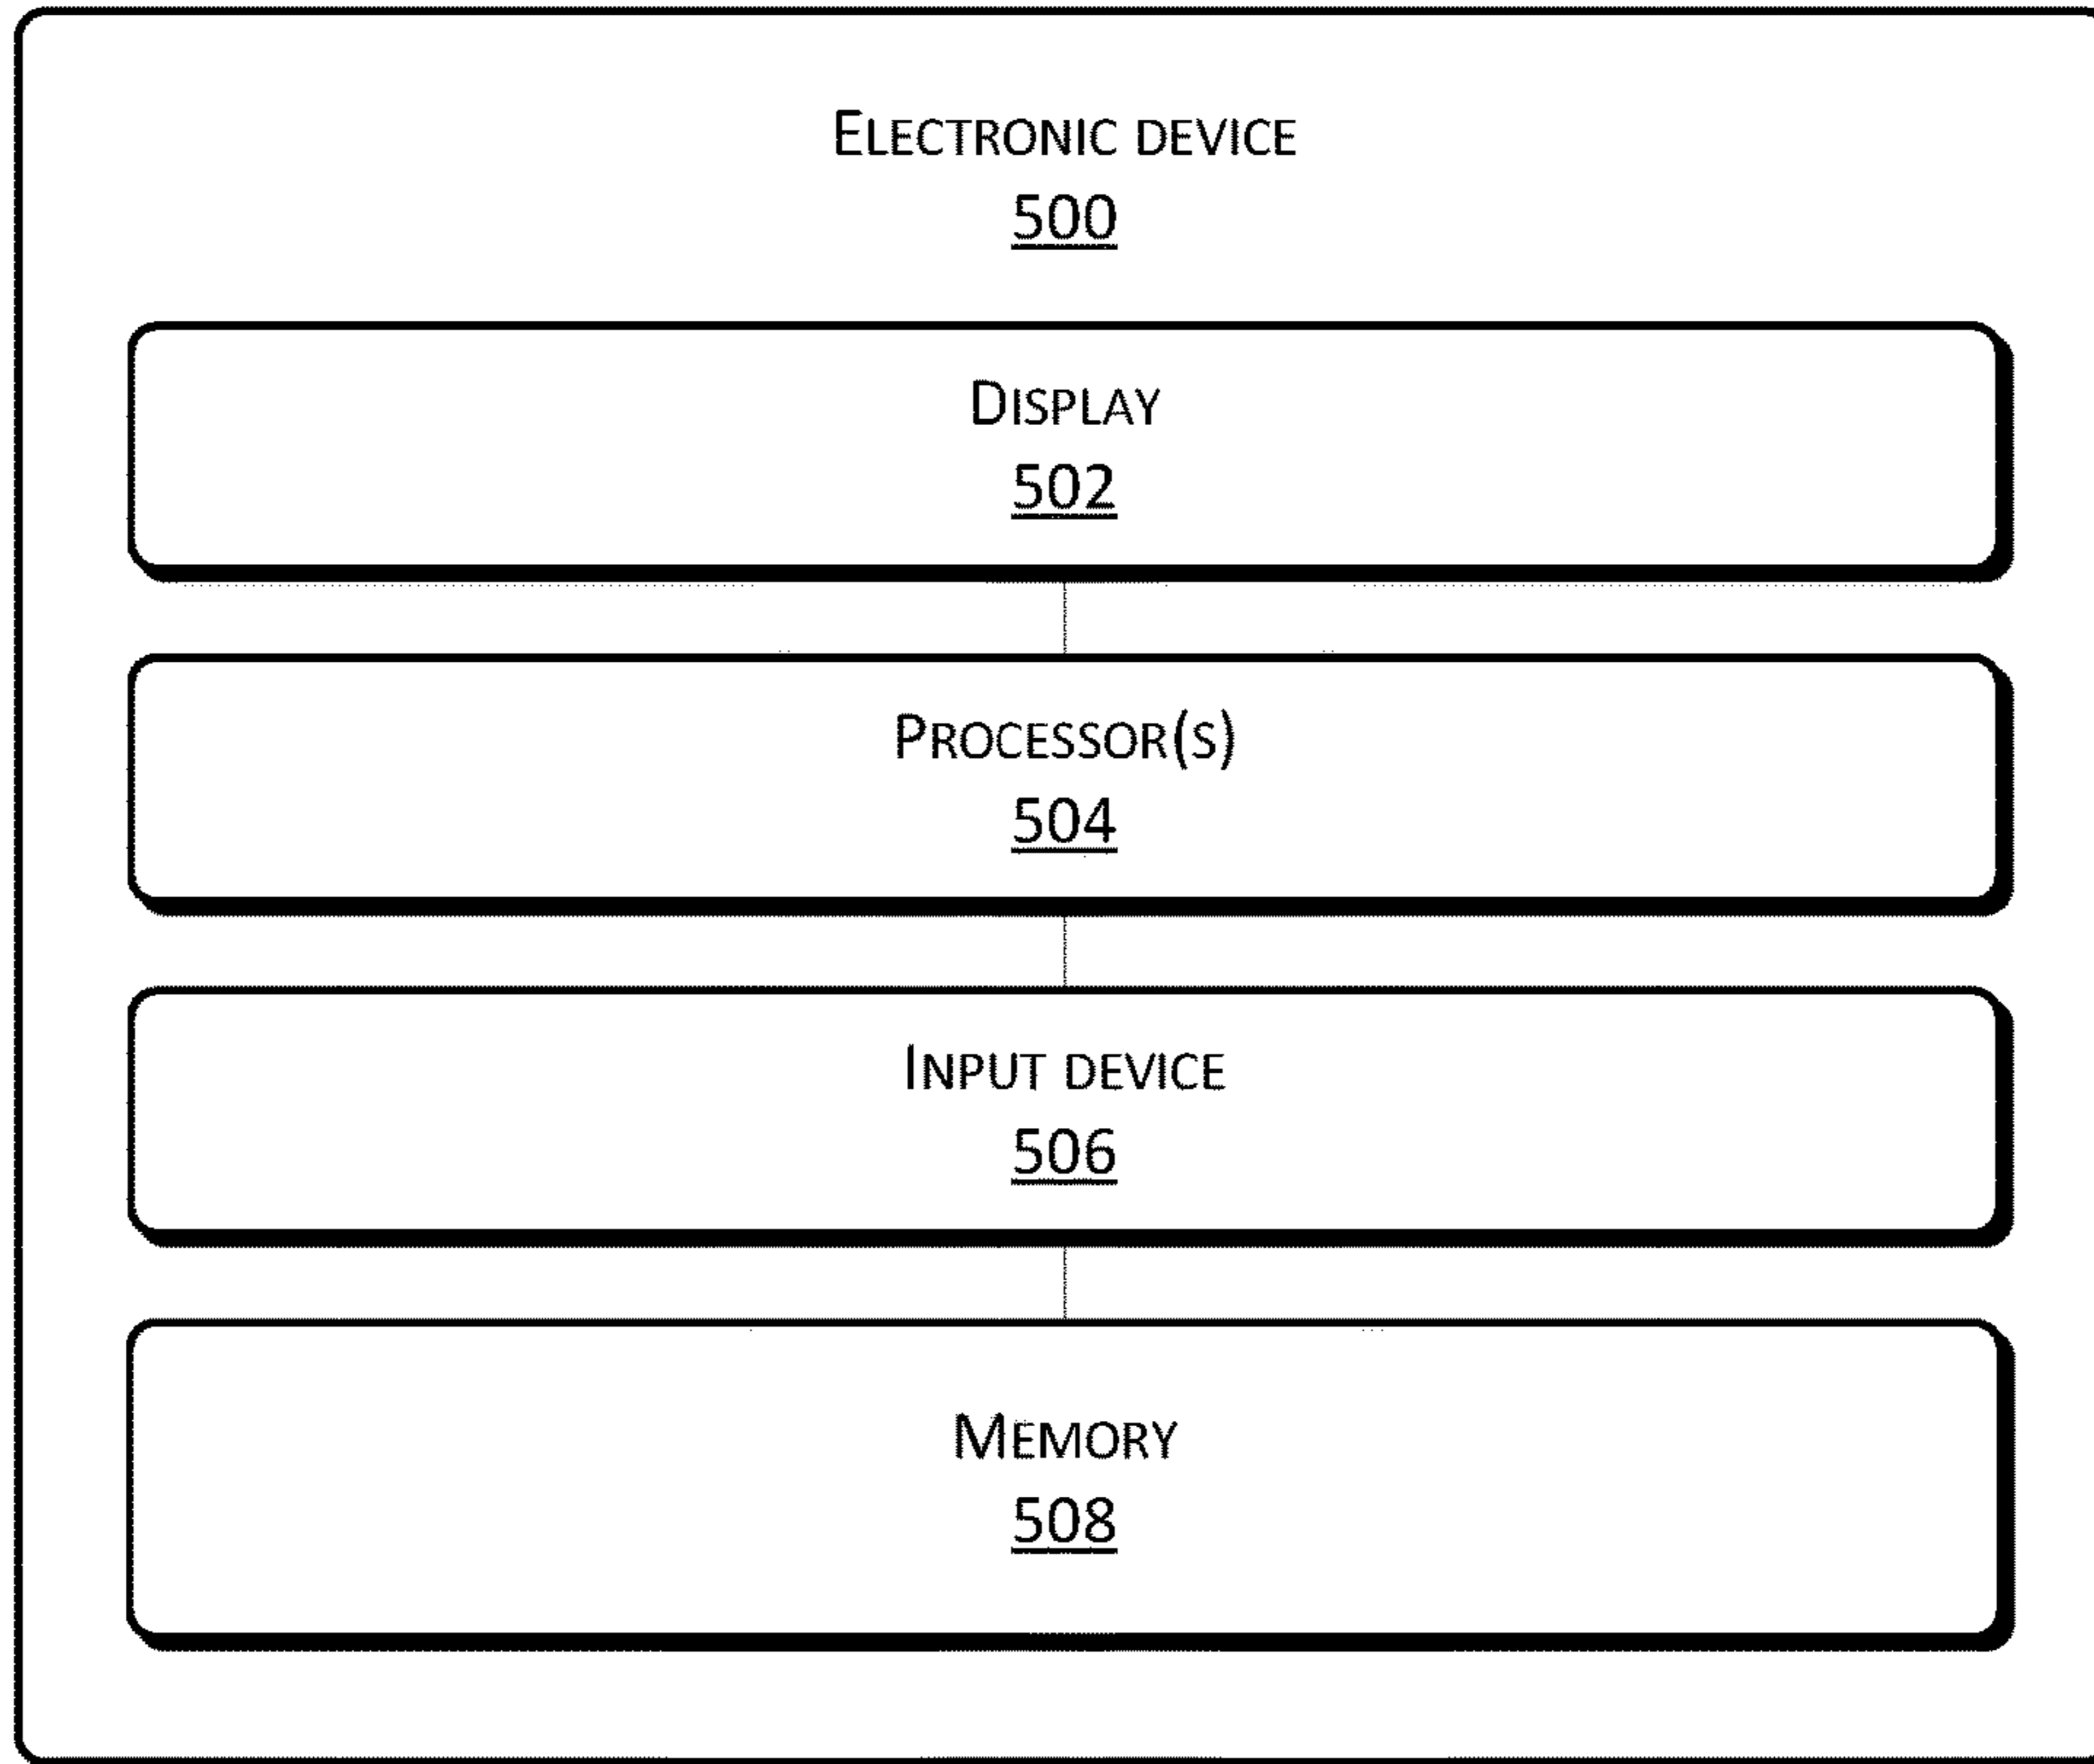 ELECTRONIC DEVICE
500
DISPLAY
502
PROCESSOR(S)
504
INPUT DEVICE
506
MEMORY
508